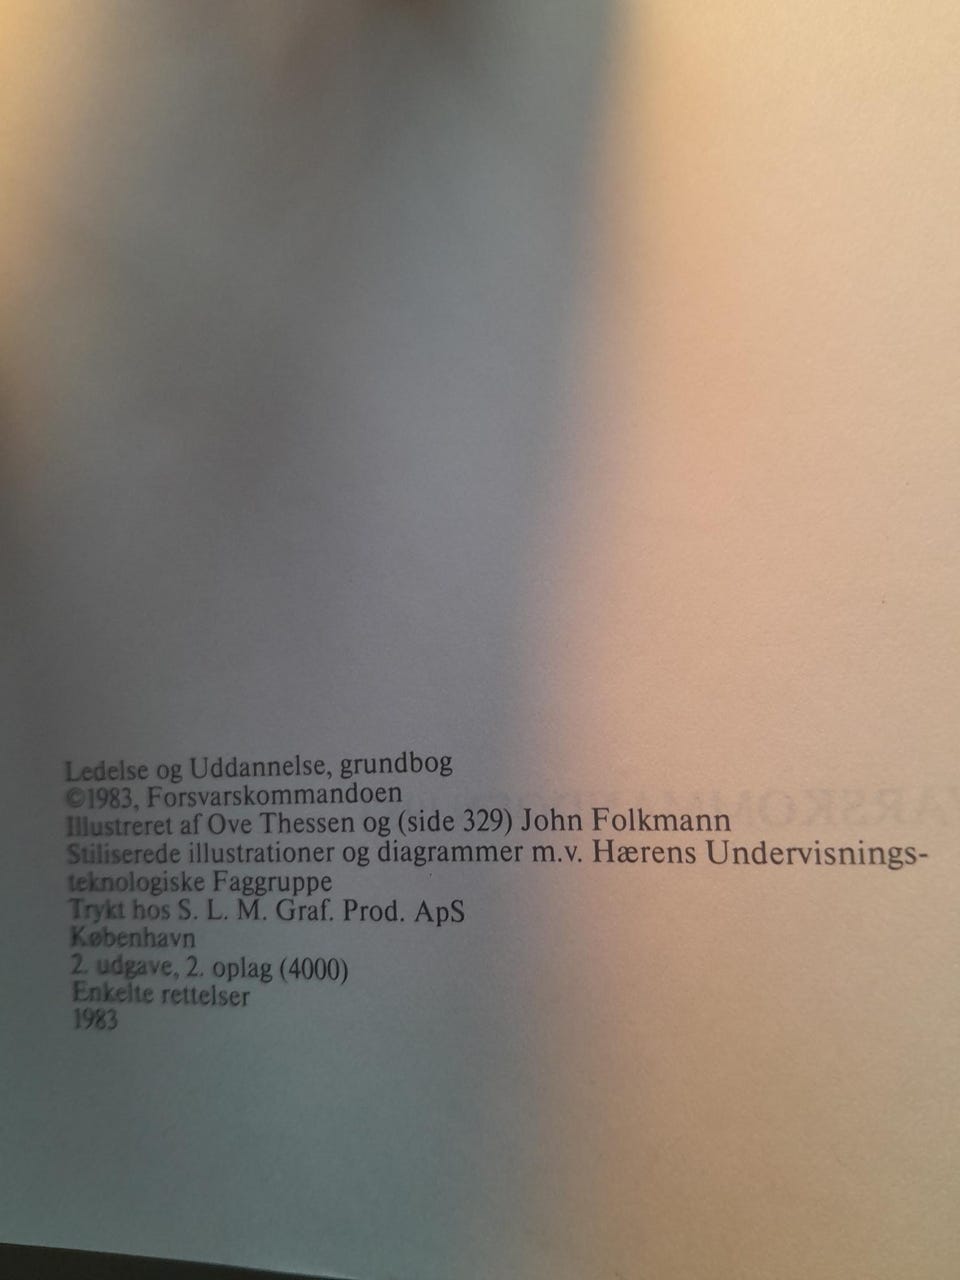 Ledelse og Uddannelse, grundbog
©1983, Forsvarskommandoen
Illustreret af Ove Thessen og (side 329) John Folkmann
Stiliserede illustrationer og diagrammer m.v. Hærens Undervisnings-
teknologiske Faggruppe
Trykt hos S. L. M. Graf. Prod. ApS
København
2. udgave, 2. oplag (4000)
Enkelte rettelser
1983